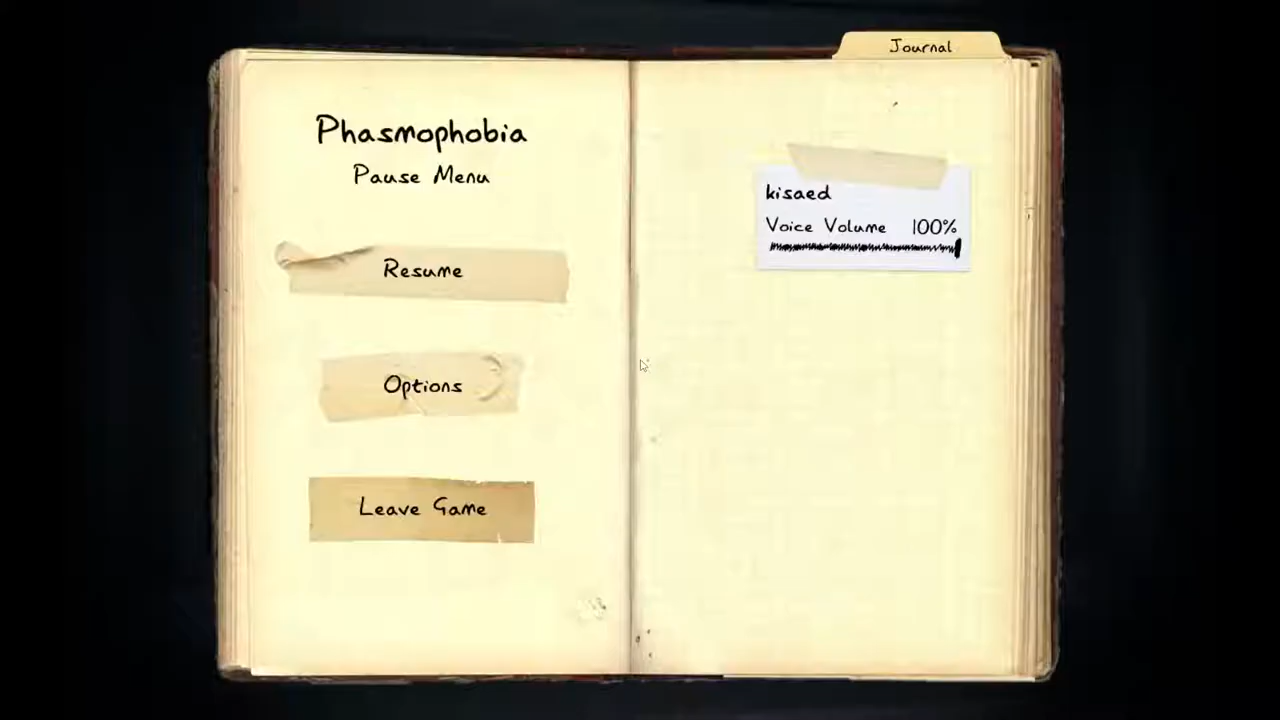 Journal
Phasmophobia
Pause Menu
Resume
Options
Leave Game
kisaed
Voice Volume 100%